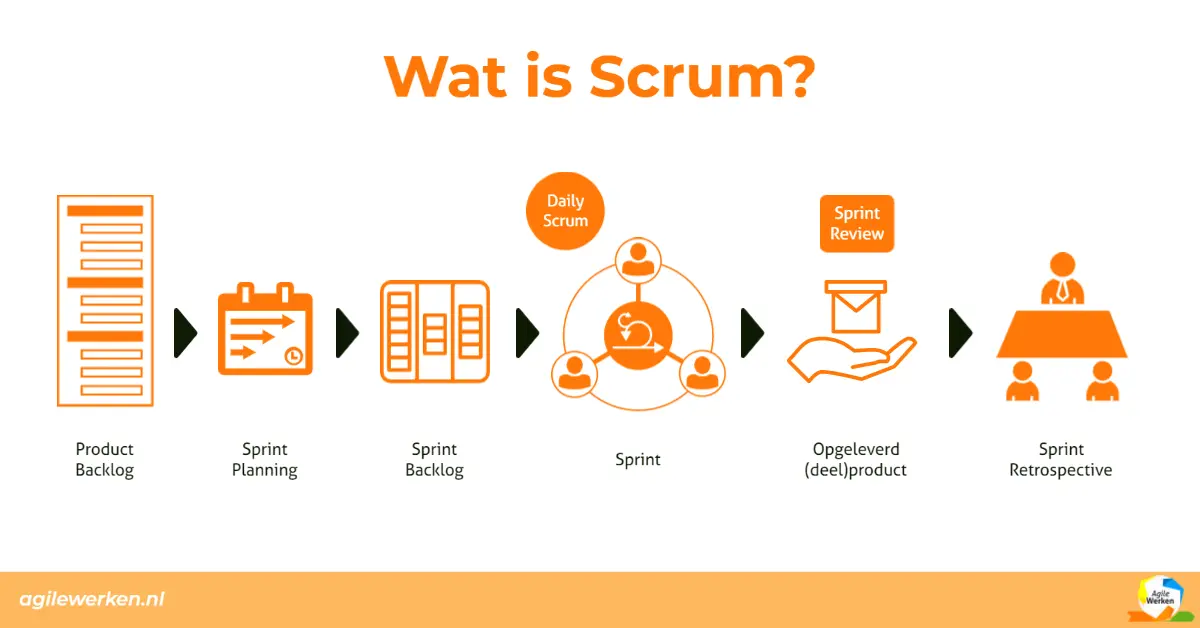 Wat is Scrum?
Daily
Scrum
Sprint
Review
Product
Backlog
Sprint
Planning
Sprint
Backlog
Sprint
Opgeleverd
(deel)product
Sprint
Retrospective
agilewerken.nl
Agile
Werken